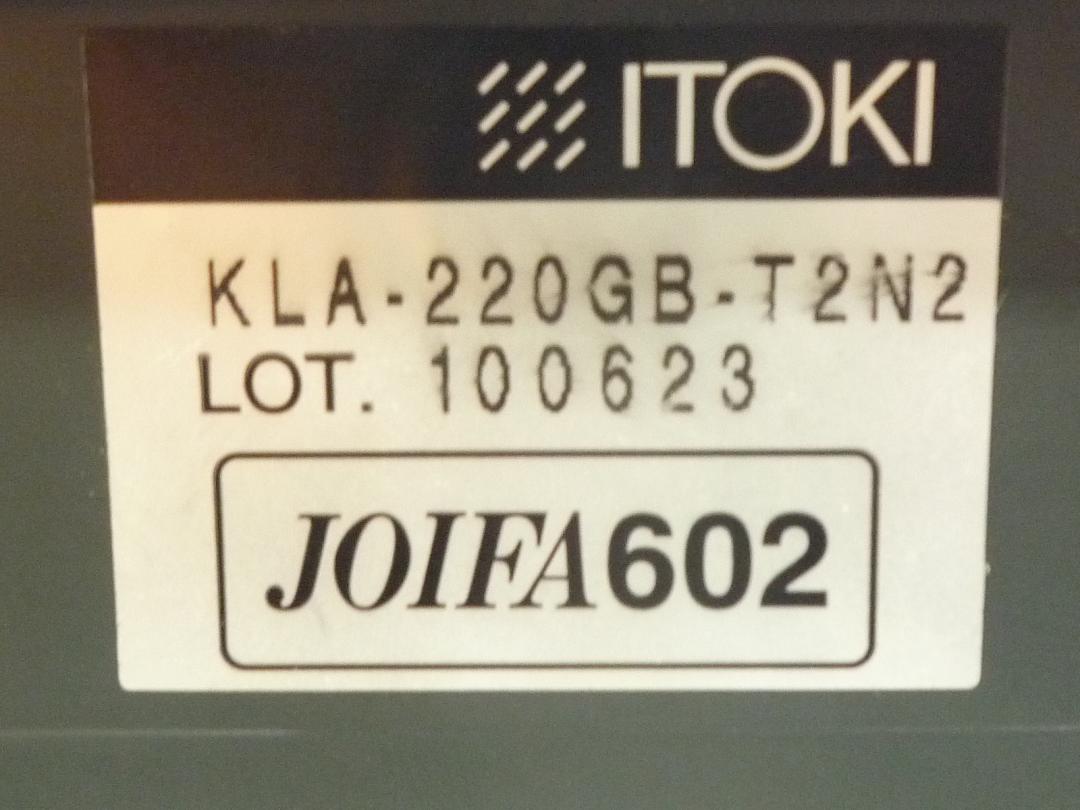 ITOKI
KLA-220GB-T2N2
LOT. 100623
JOIFA602